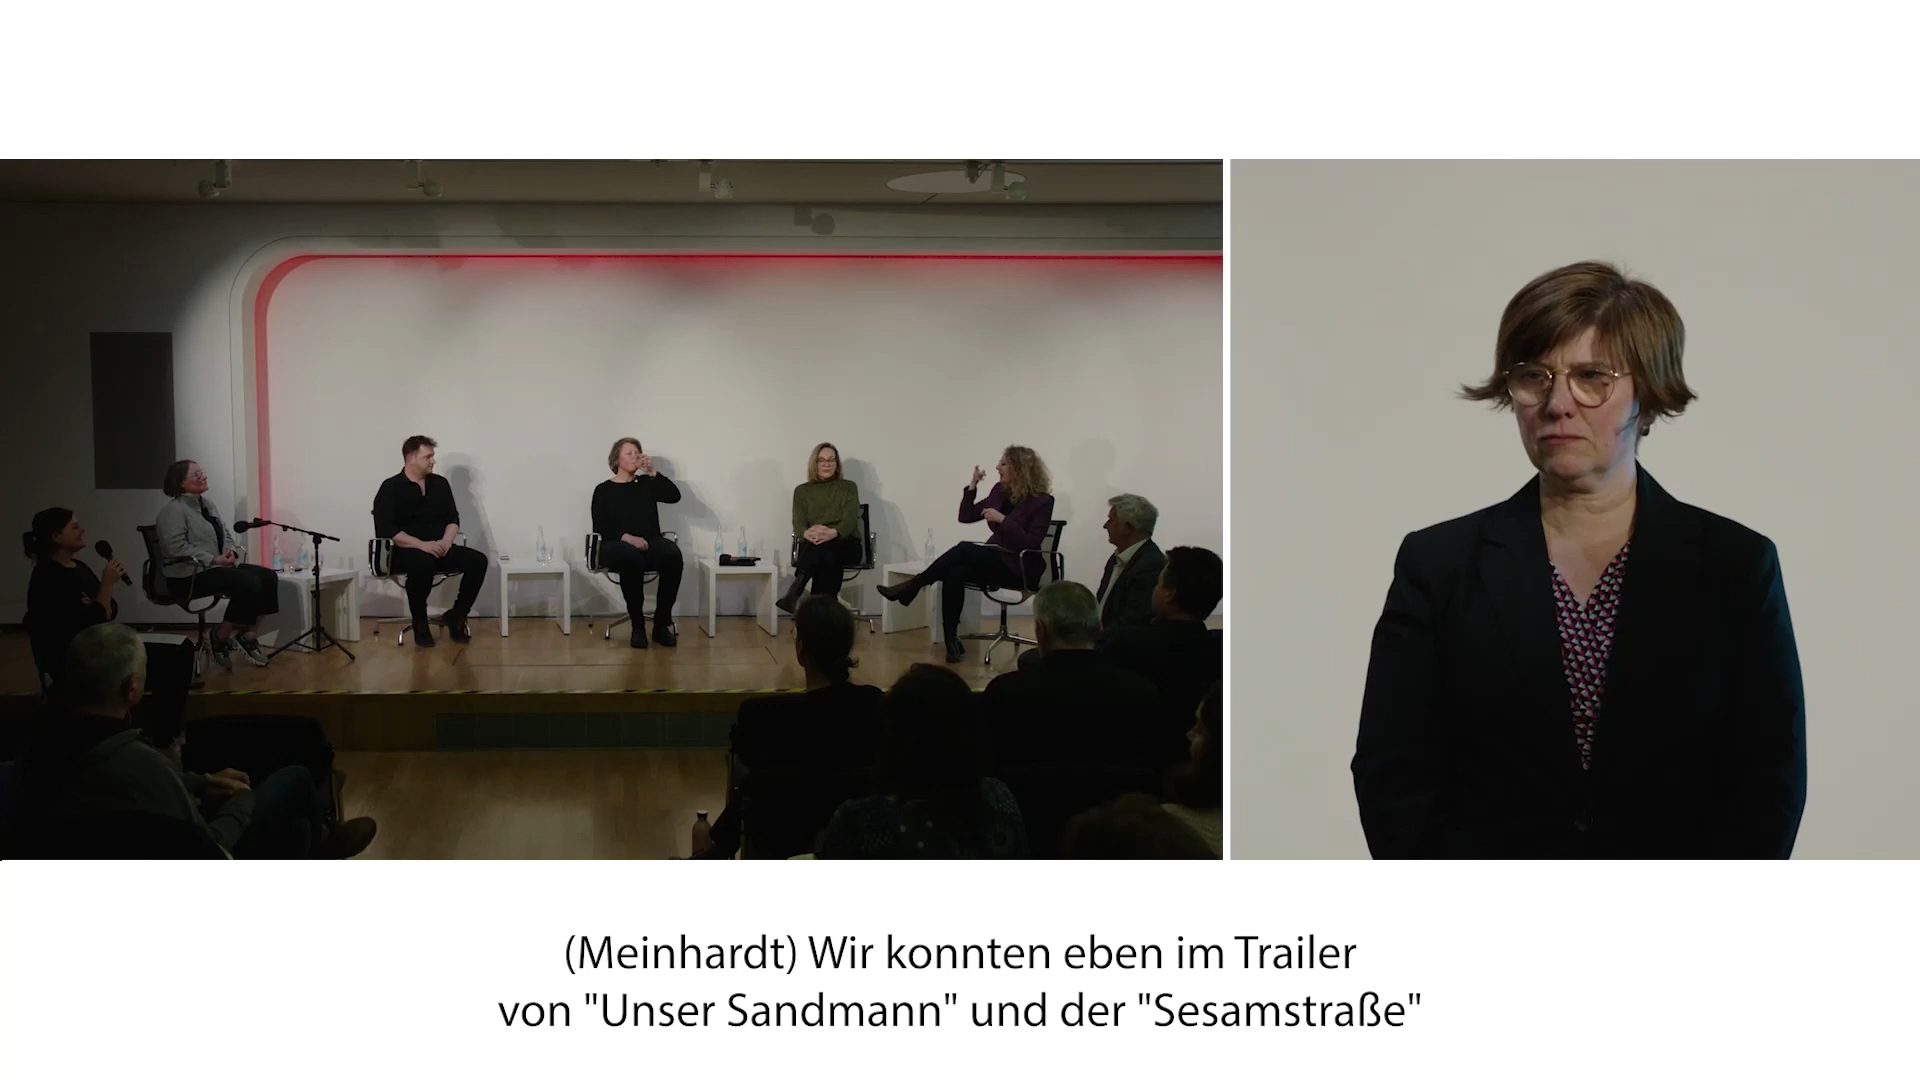 (Meinhardt) Wir konnten eben im Trailer
von "Unser Sandmann" und der "Sesamstraße"